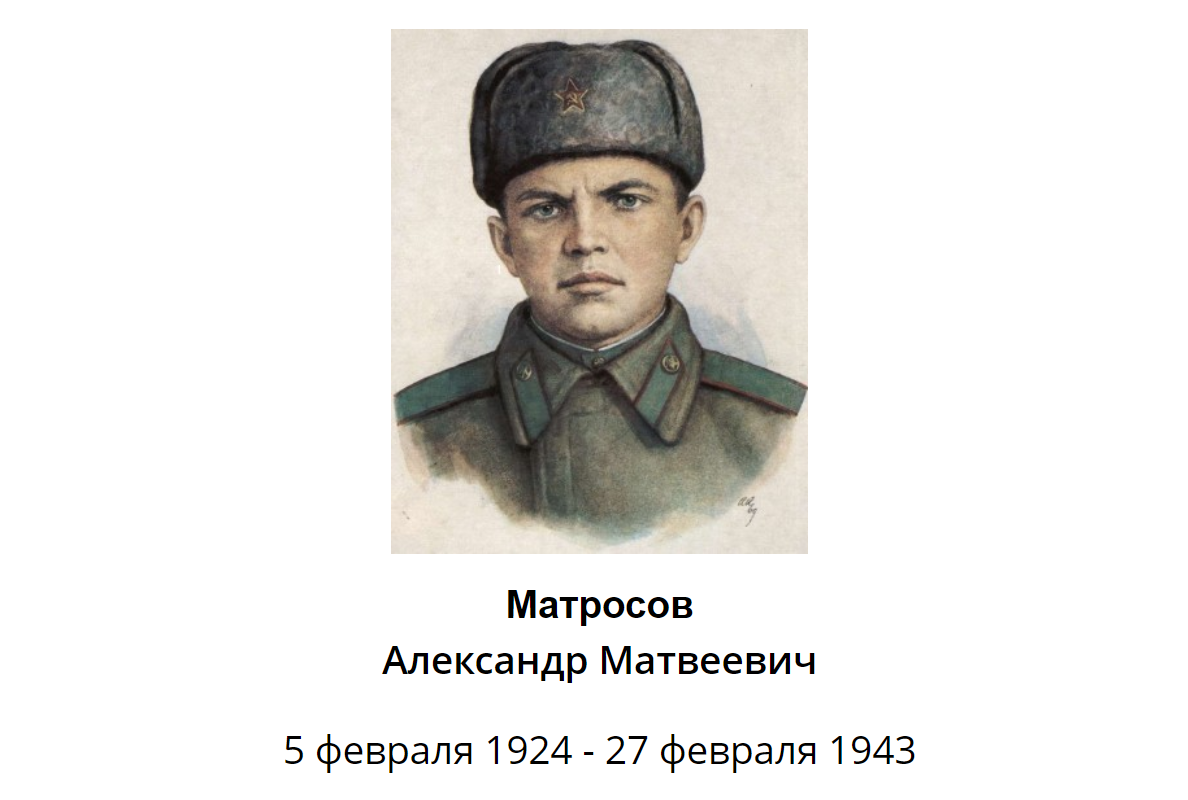 Матросов
Александр Матвеевич
5 февраля 1924 - 27 февраля 1943